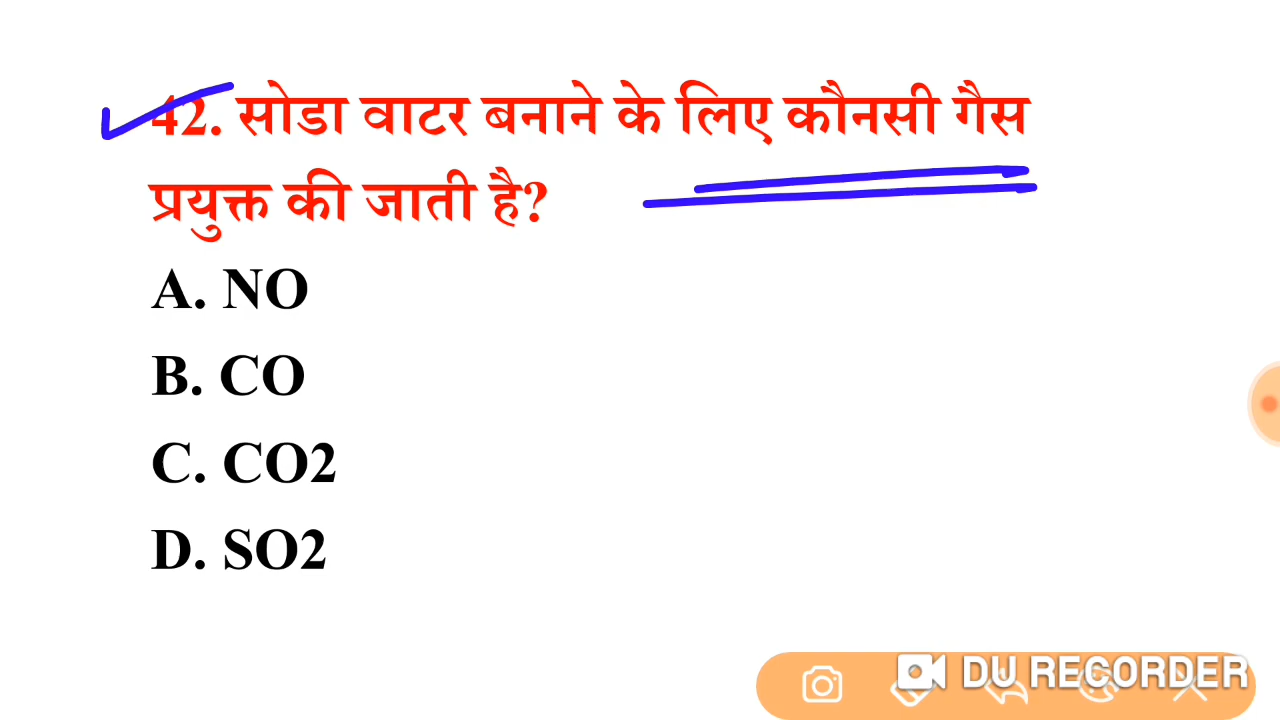 42. सोडा वाटर बनाने के लिए कौनसी गैस
प्रयुक्त की जाती है?
A. NO
B. CO
C. CO2
D. SO2
DU RECORDER